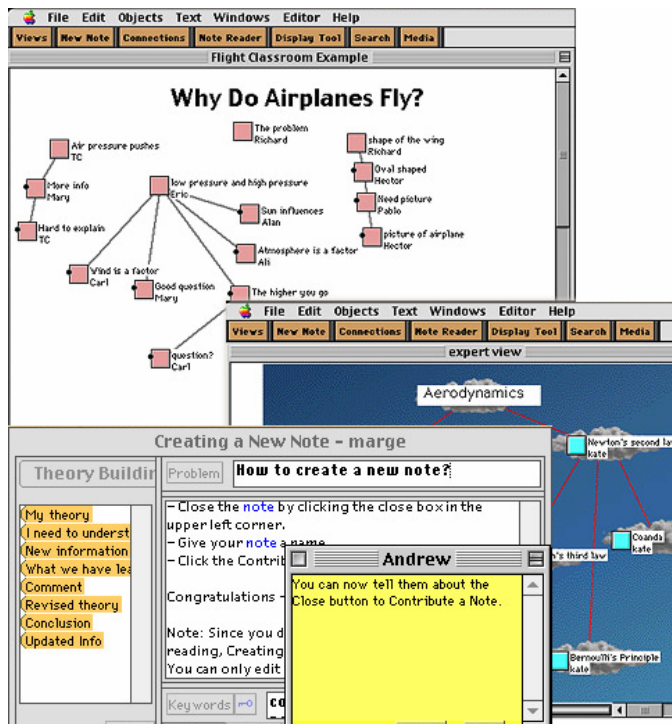 File Edit Objects Text Windows Editor Help
Views New Note Connections Note Reader Display Tool Search Media
Flight Classroom Example
Why Do Airplanes Fly?
The problem
Richard
Air pressure pushes
TC
shape of the wing
Richard
Oval shaped
Hector
More info
Mary
low pressure and high pressure
Eric
Need picture
Pablo
Sun influences
Alan
Hard to explain
TC
picture of airplane
Hector
Atmosphere is a factor
Ali
Wind is a factor
Carl
Good question
Mary
The higher you go
question?
Carl
File Edit Objects Text Windows Editor Help
Views New Note Connections Note Reader Display Tool Search Media
expert view
Aerodynamics
Newton's second la
kate
Coanda
kate
n's third law
Bernoulli's Principle
kate
Creating a New Note - marge
Theory Buildin
Problem How to create a new note?
My theory
I need to underst
New information
What we have lea
Comment
Revised theory
Conclusion
Updated Info
- Close the note by clicking the close box in the
upper left corner.
- Give your note a name
- Click the Contrib
Congratulations -
Note: Since you d
reading, Creating
You can only edit
Keywords co
Andrew
You can now tell them about the
Close button to Contribute a Note.